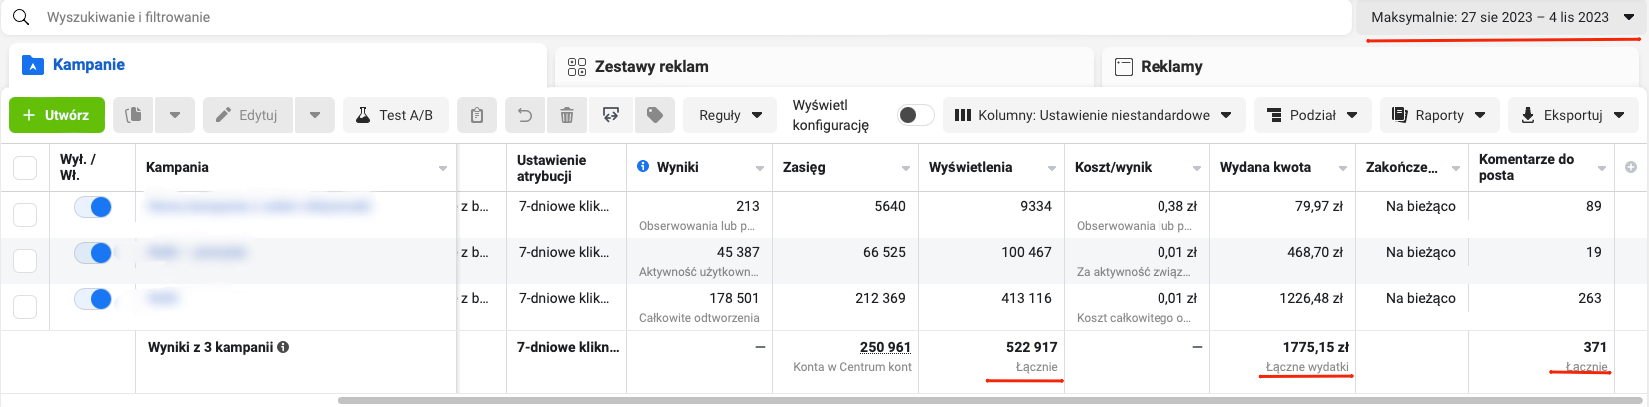 Wyszukiwanie i filtrowanie
Maksymalnie: 27 sie 2023 – 4 lis 2023
Kampanie
Zestawy reklam
Reklamy
+ Utwórz
Edytuj
Test A/B
Reguły
Wyświetl
konfigurację
Kolumny: Ustawienie niestandardowe
Podział
Raporty
Eksportuj
Wył. /
Wł.
Kampania
Ustawienie
atrybucji
Wyniki
Zasięg
Wyświetlenia
Koszt/wynik
Wydana kwota
Zakończe...
Komentarze do
posta
z b... 7-dniowe klik... 213 5640 9334 0,38 zł 79,97 zł Na bieżąco 89
Obserwowania lub p... Obserwowania lub p...
7-dniowe klik... 45 387 66 525 100 467 0,01 zł 468,70 zł Na bieżąco 19
Aktywność użytkown... Za aktywność związ...
z b... 7-dniowe klik... 178 501 212 369 413 116 0,01 zł 1226,48 zł Na bieżąco 263
Całkowite odtworzenia Koszt całkowitego o...
Wyniki z 3 kampanii 7-dniowe klikn... — 250 961 522 917 — 1775,15 zł 371
Konta w Centrum kont Łącznie Łączne wydatki Łącznie